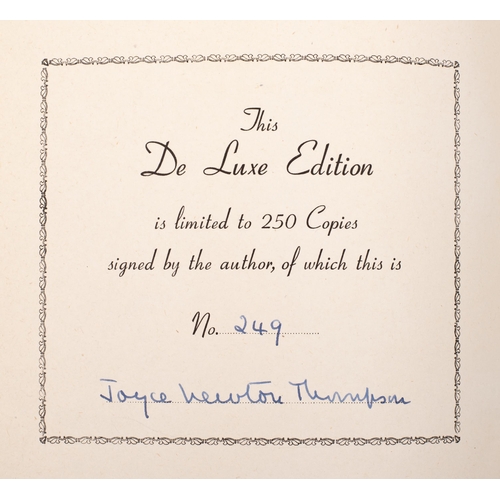 This
De Luxe Edition
is limited to 250 Copies
signed by the author, of which this is
No. 249
Joyce Newton Thompson